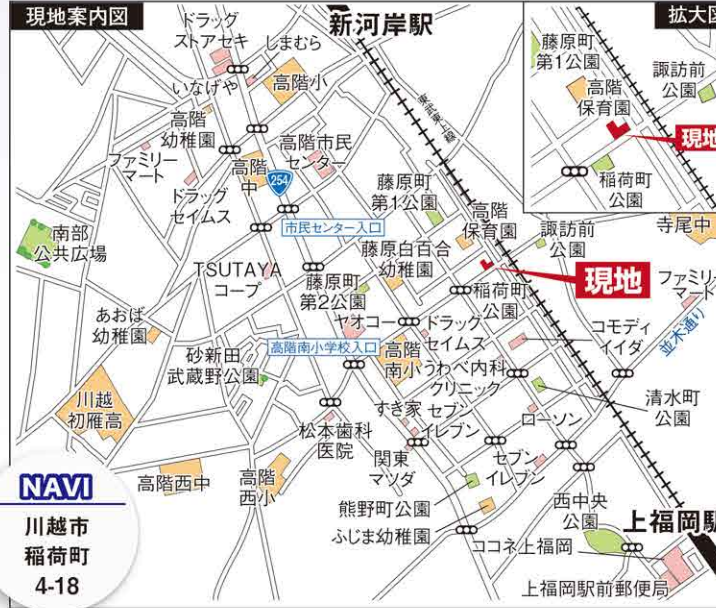 現地案内図
ドラッグ
ストアセキ
しまむら
新河岸駅
いなげや
高階小
東武東上線
高階
幼稚園
高階市民
センター
ファミリー
マート
高階
中
ドラッグ
セイムス
254
市民センター入口
藤原町
第1公園
高階
保育園
諏訪前
公園
寺尾中
南部
公共広場
TSUTAYA
コープ
藤原白百合
幼稚園
現地
藤原町
第2公園
稲荷町
公園
ファミリー
マート
並木通り
あおば
幼稚園
ヤオコー
ドラッグ
セイムス
コモディ
イイダ
高階南小学校入口
砂新田
武蔵野公園
高階
南小
うわべ内科
クリニック
清水町
公園
川越
初雁高
すき家
セブン
イレブン
ローソン
松本歯科
医院
関東
マツダ
セブン
イレブン
高階西中
高階
西小
熊野町公園
ふじま幼稚園
西中央
公園
上福岡駅
ココネ上福岡
上福岡駅前郵便局
拡大図
藤原町
第1公園
高階
保育園
諏訪前
公園
現地
稲荷町
公園
NAVI
川越市
稲荷町
4-18